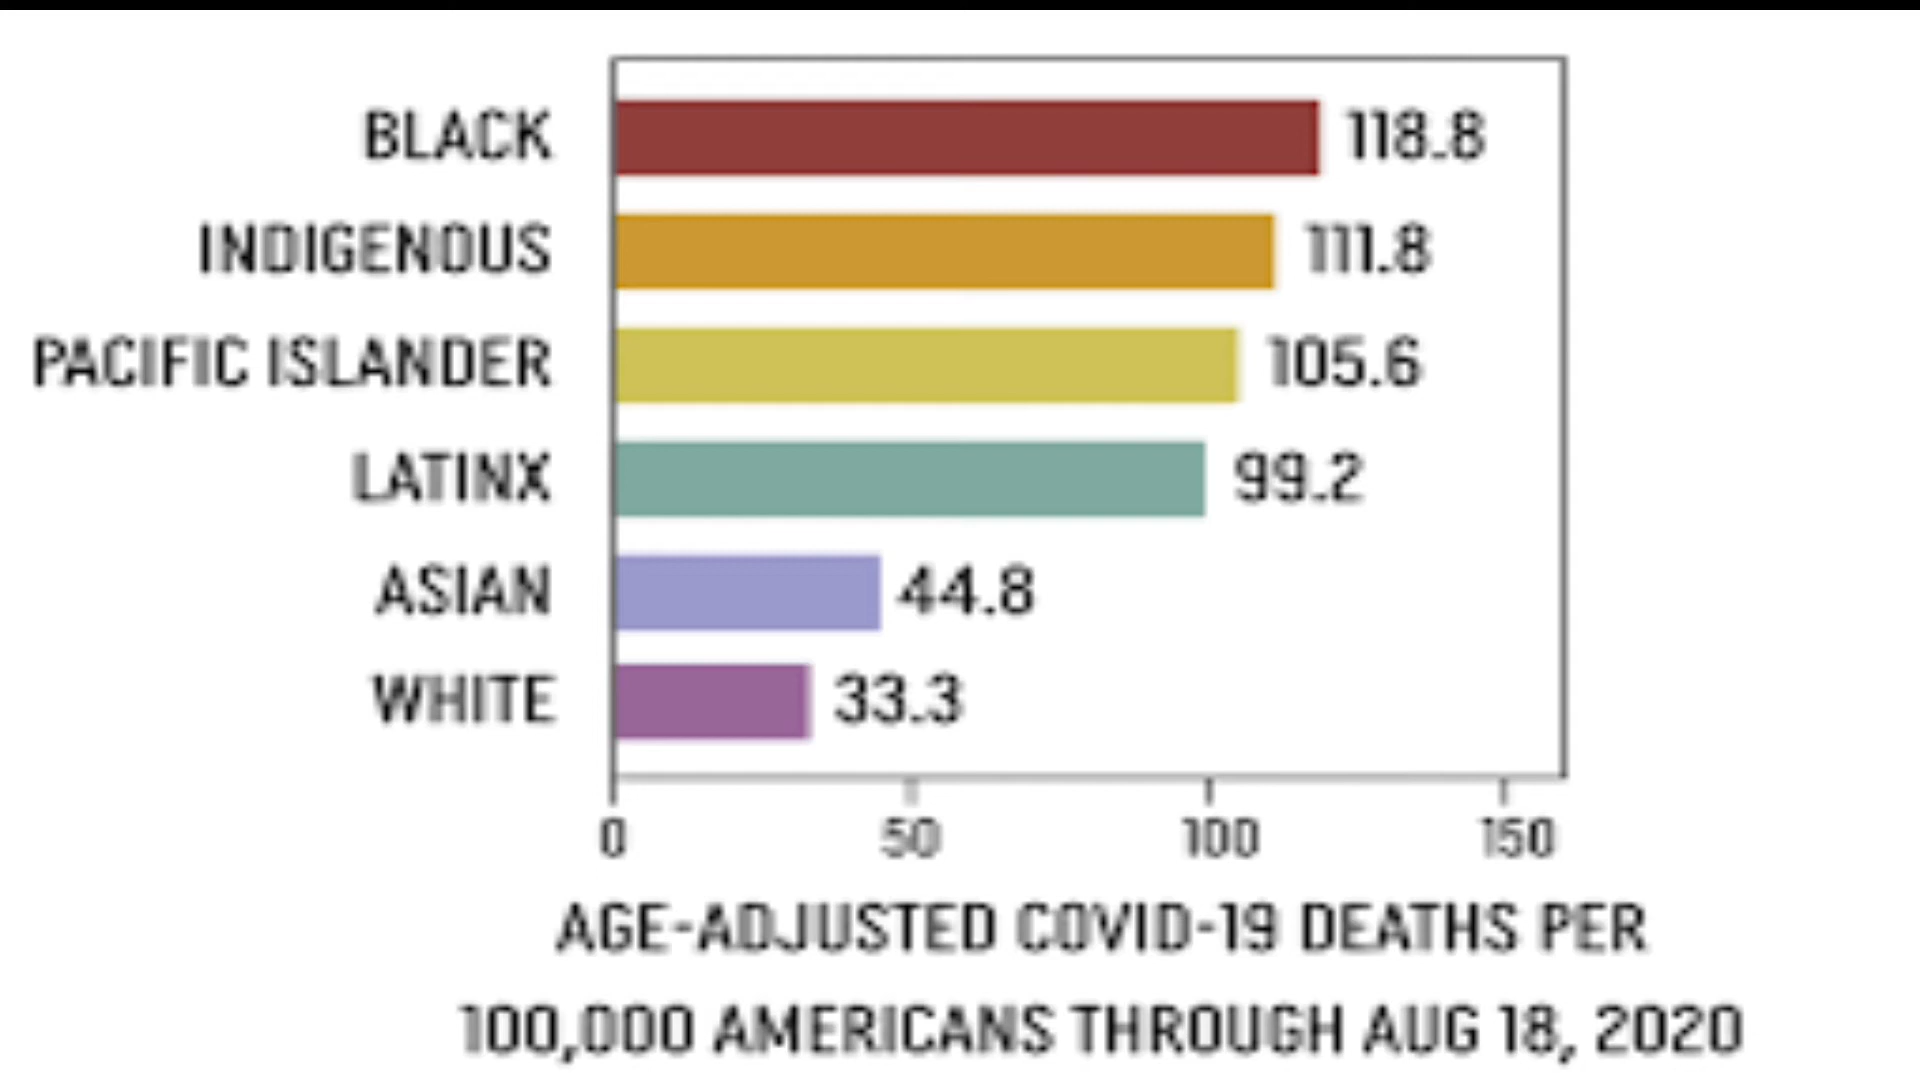 BLACK 118.8
INDIGENOUS 111.8
PACIFIC ISLANDER 105.6
LATINX 99.2
ASIAN 44.8
WHITE 33.3
0 50 100 150
AGE-ADJUSTED COVID-19 DEATHS PER
100,000 AMERICANS THROUGH AUG 18, 2020